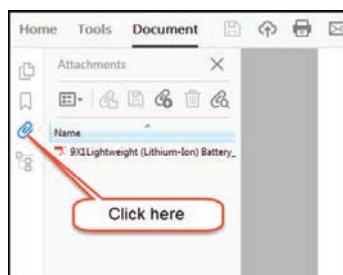 Home Tools Document
Attachments
Name
9X1Lightweight (Lithium-Ion) Battery_
Click here